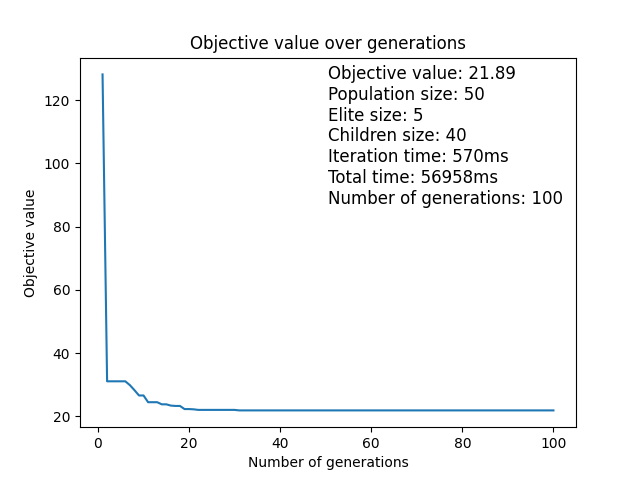 Objective value over generations
Objective value: 21.89
Population size: 50
Elite size: 5
Children size: 40
Iteration time: 570ms
Total time: 56958ms
Number of generations: 100
Objective value
120
100
80
60
40
20
0 20 40 60 80 100
Number of generations